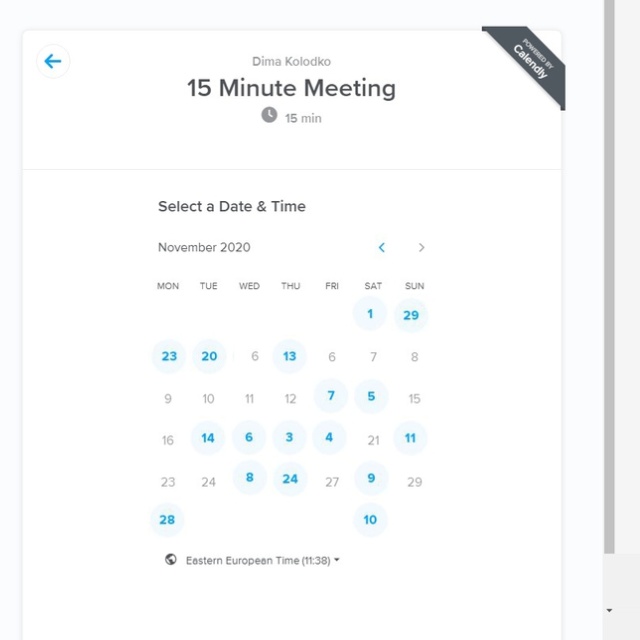 POWERED BY
Calendly
Dima Kolodko
15 Minute Meeting
15 min
Select a Date & Time
November 2020
MON TUE WED THU FRI SAT SUN
1 29
23 20 6 13 6 7 8
9 10 11 12 7 5 15
16 14 6 3 4 21 11
23 24 8 24 27 9 29
28 10
Eastern European Time (11:38)